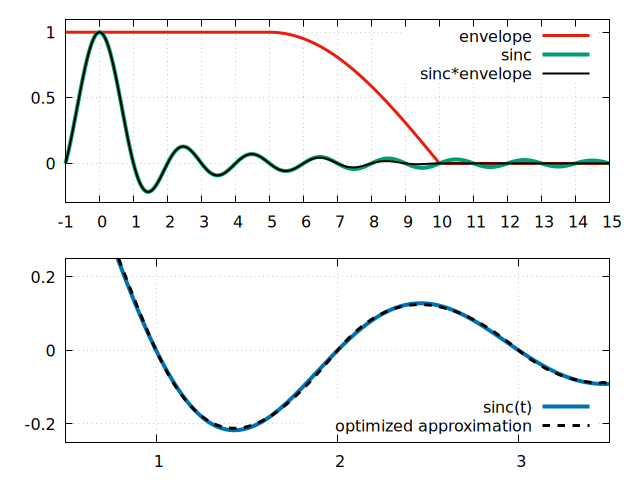 1
envelope
sinc
sinc*envelope
0.5
0
-1 0 1 2 3 4 5 6 7 8 9 10 11 12 13 14 15
0.2
0
sinc(t)
-0.2
optimized approximation
1 2 3